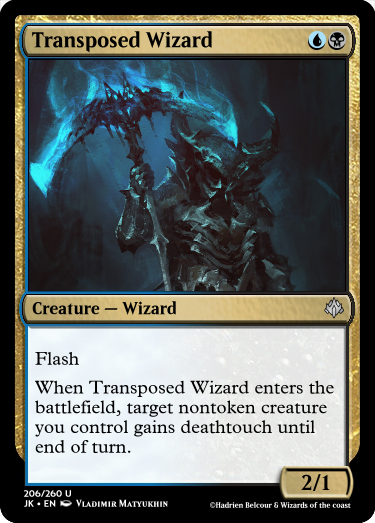 Transposed Wizard
Creature — Wizard
Flash
When Transposed Wizard enters the
battlefield, target nontoken creature
you control gains deathtouch until
end of turn.
2/1
206/260 U
JK • EN Vladimir Matyukhin
©Hadrien Belcour & Wizards of the coast